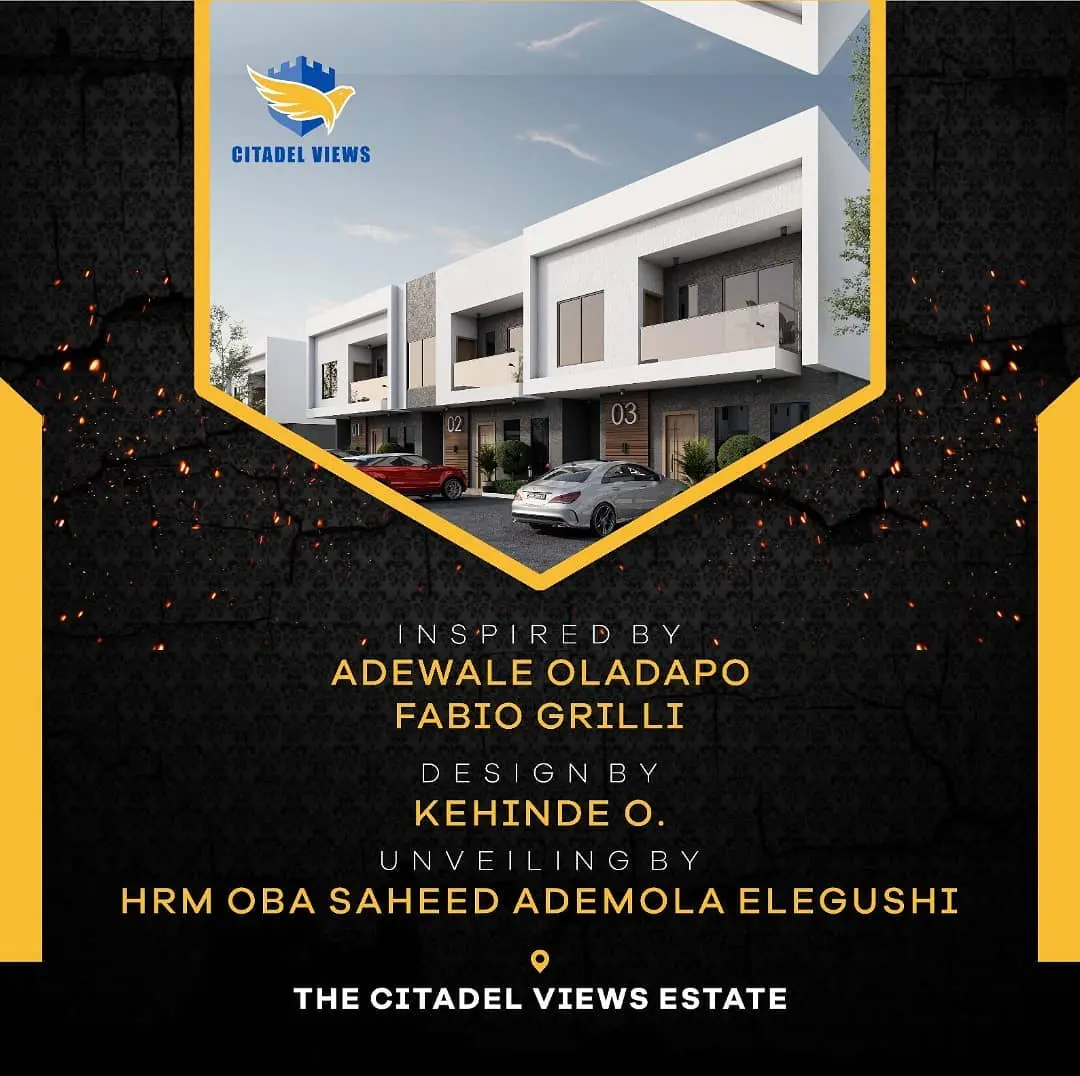 CITADEL VIEWS
01
02
03
INSPIRED BY
ADEWALE OLADAPO
FABIO GRILLI
DESIGN BY
KEHINDE O.
UNVEILING BY
HRM OBA SAHEED ADEMOLA ELEGUSHI
THE CITADEL VIEWS ESTATE